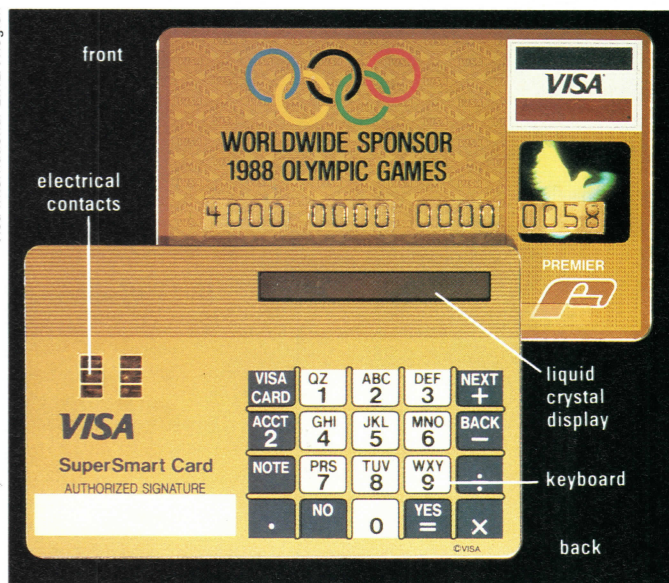 front
WORLDWIDE SPONSOR
1988 OLYMPIC GAMES
VISA
4000 0000 0000 0058
PREMIER
electrical
contacts
VISA
SuperSmart Card
AUTHORIZED SIGNATURE
VISA CARD QZ 1 ABC 2 DEF 3 NEXT +
ACCT 2 GHI 4 JKL 5 MNO 6 BACK −
NOTE PRS 7 TUV 8 WXY 9 ÷
. NO 0 YES = ×
©VISA
liquid
crystal
display
keyboard
back